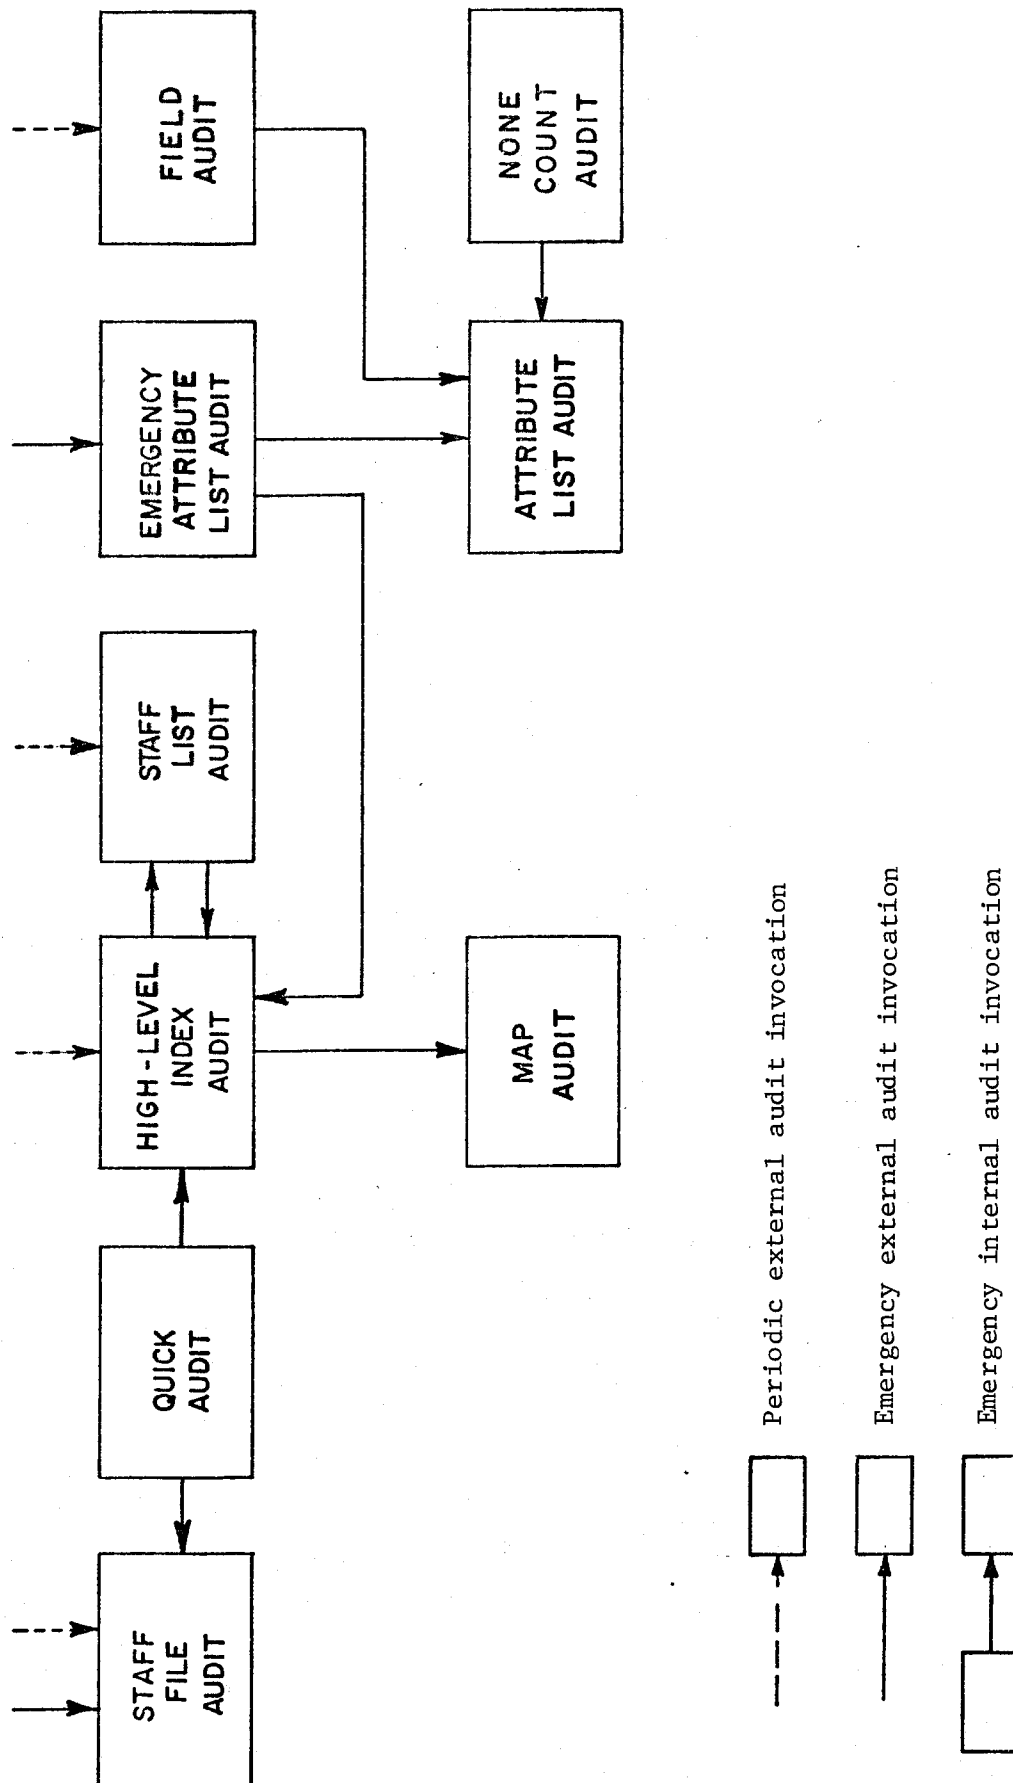 STAFF
FILE
AUDIT
QUICK
AUDIT
HIGH-LEVEL
INDEX
AUDIT
STAFF
LIST
AUDIT
EMERGENCY
ATTRIBUTE
LIST AUDIT
FIELD
AUDIT
MAP
AUDIT
ATTRIBUTE
LIST AUDIT
NONE
COUNT
AUDIT
Periodic external audit invocation
Emergency external audit invocation
Emergency internal audit invocation